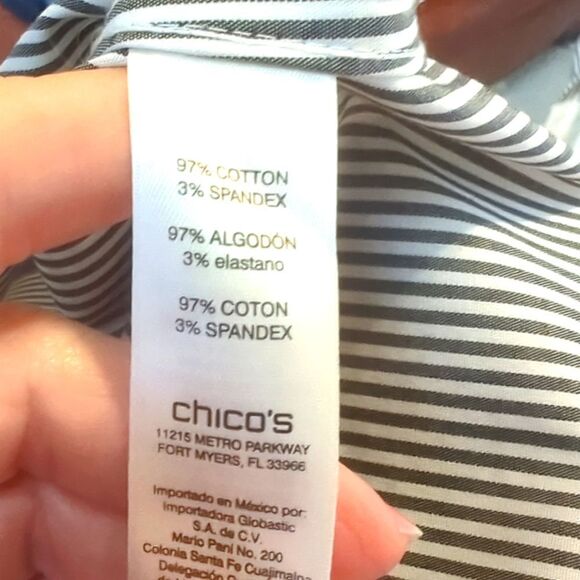 97% COTTON
3% SPANDEX
97% ALGODÓN
3% elastano
97% COTON
3% SPANDEX
chico's
11215 METRO PARKWAY
FORT MYERS, FL 33966
Importado en México por:
Importadora Globastic
S.A. de C.V.
Mario Pani No. 200
Colonia Santa Fe Cuajimalpa
Delegación